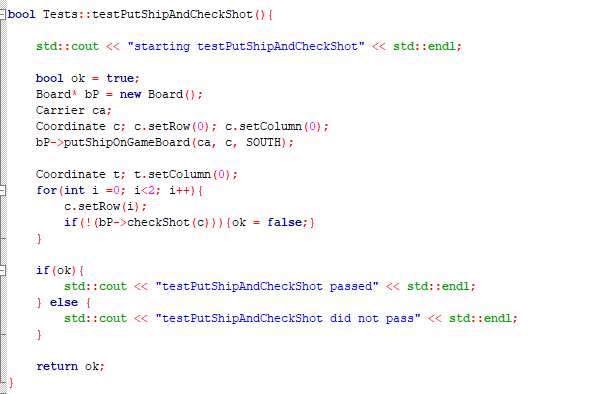 bool Tests::testPutShipAndCheckShot(){
std::cout << "starting testPutShipAndCheckShot" << std::endl;
bool ok = true;
Board* bP = new Board();
Carrier ca;
Coordinate c; c.setRow(0); c.setColumn(0);
bP->putShipOnGameBoard(ca, c, SOUTH);
Coordinate t; t.setColumn(0);
for(int i =0; i<2; i++){
c.setRow(i);
if(!(bP->checkShot(c))){ok = false;}
}
if(ok){
std::cout << "testPutShipAndCheckShot passed" << std::endl;
} else {
std::cout << "testPutShipAndCheckShot did not pass" << std::endl;
}
return ok;
}